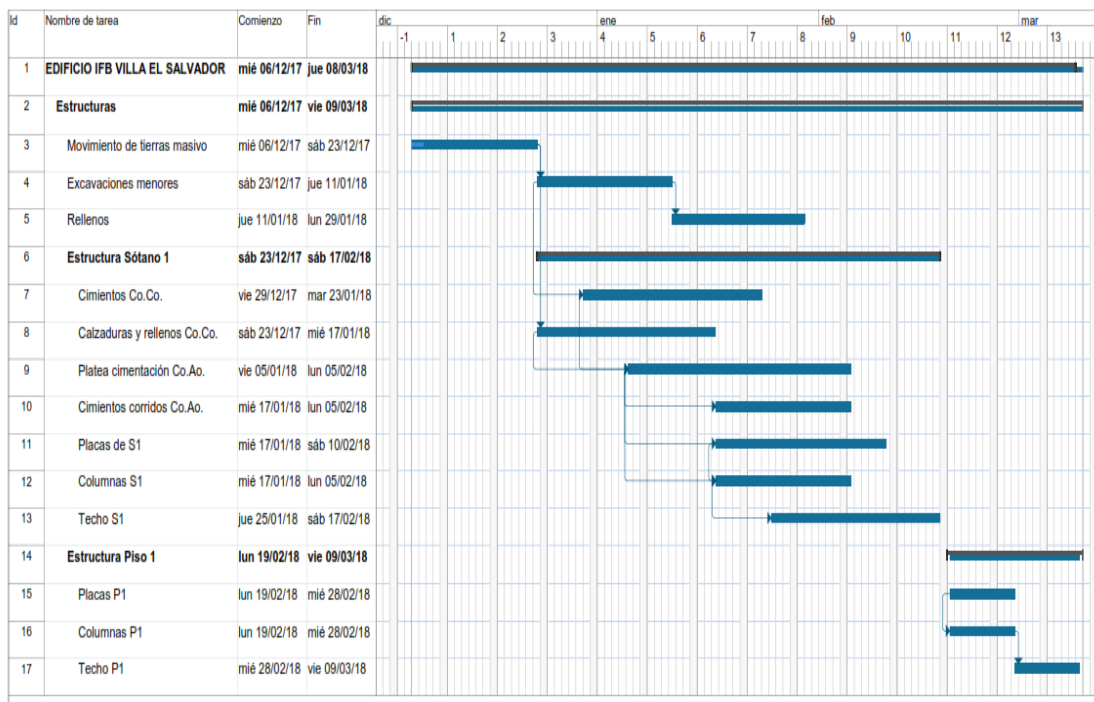 Id Nombre de tarea Comienzo Fin dic ene feb mar
-1 1 2 3 4 5 6 7 8 9 10 11 12 13
1 EDIFICIO IFB VILLA EL SALVADOR mié 06/12/17 jue 08/03/18
2 Estructuras mié 06/12/17 vie 09/03/18
3 Movimiento de tierras masivo mié 06/12/17 sáb 23/12/17
4 Excavaciones menores sáb 23/12/17 jue 11/01/18
5 Rellenos jue 11/01/18 lun 29/01/18
6 Estructura Sótano 1 sáb 23/12/17 sáb 17/02/18
7 Cimientos Co.Co. vie 29/12/17 mar 23/01/18
8 Calzaduras y rellenos Co.Co. sáb 23/12/17 mié 17/01/18
9 Platea cimentación Co.Ao. vie 05/01/18 lun 05/02/18
10 Cimientos corridos Co.Ao. mié 17/01/18 lun 05/02/18
11 Placas de S1 mié 17/01/18 sáb 10/02/18
12 Columnas S1 mié 17/01/18 lun 05/02/18
13 Techo S1 jue 25/01/18 sáb 17/02/18
14 Estructura Piso 1 lun 19/02/18 vie 09/03/18
15 Placas P1 lun 19/02/18 mié 28/02/18
16 Columnas P1 lun 19/02/18 mié 28/02/18
17 Techo P1 mié 28/02/18 vie 09/03/18